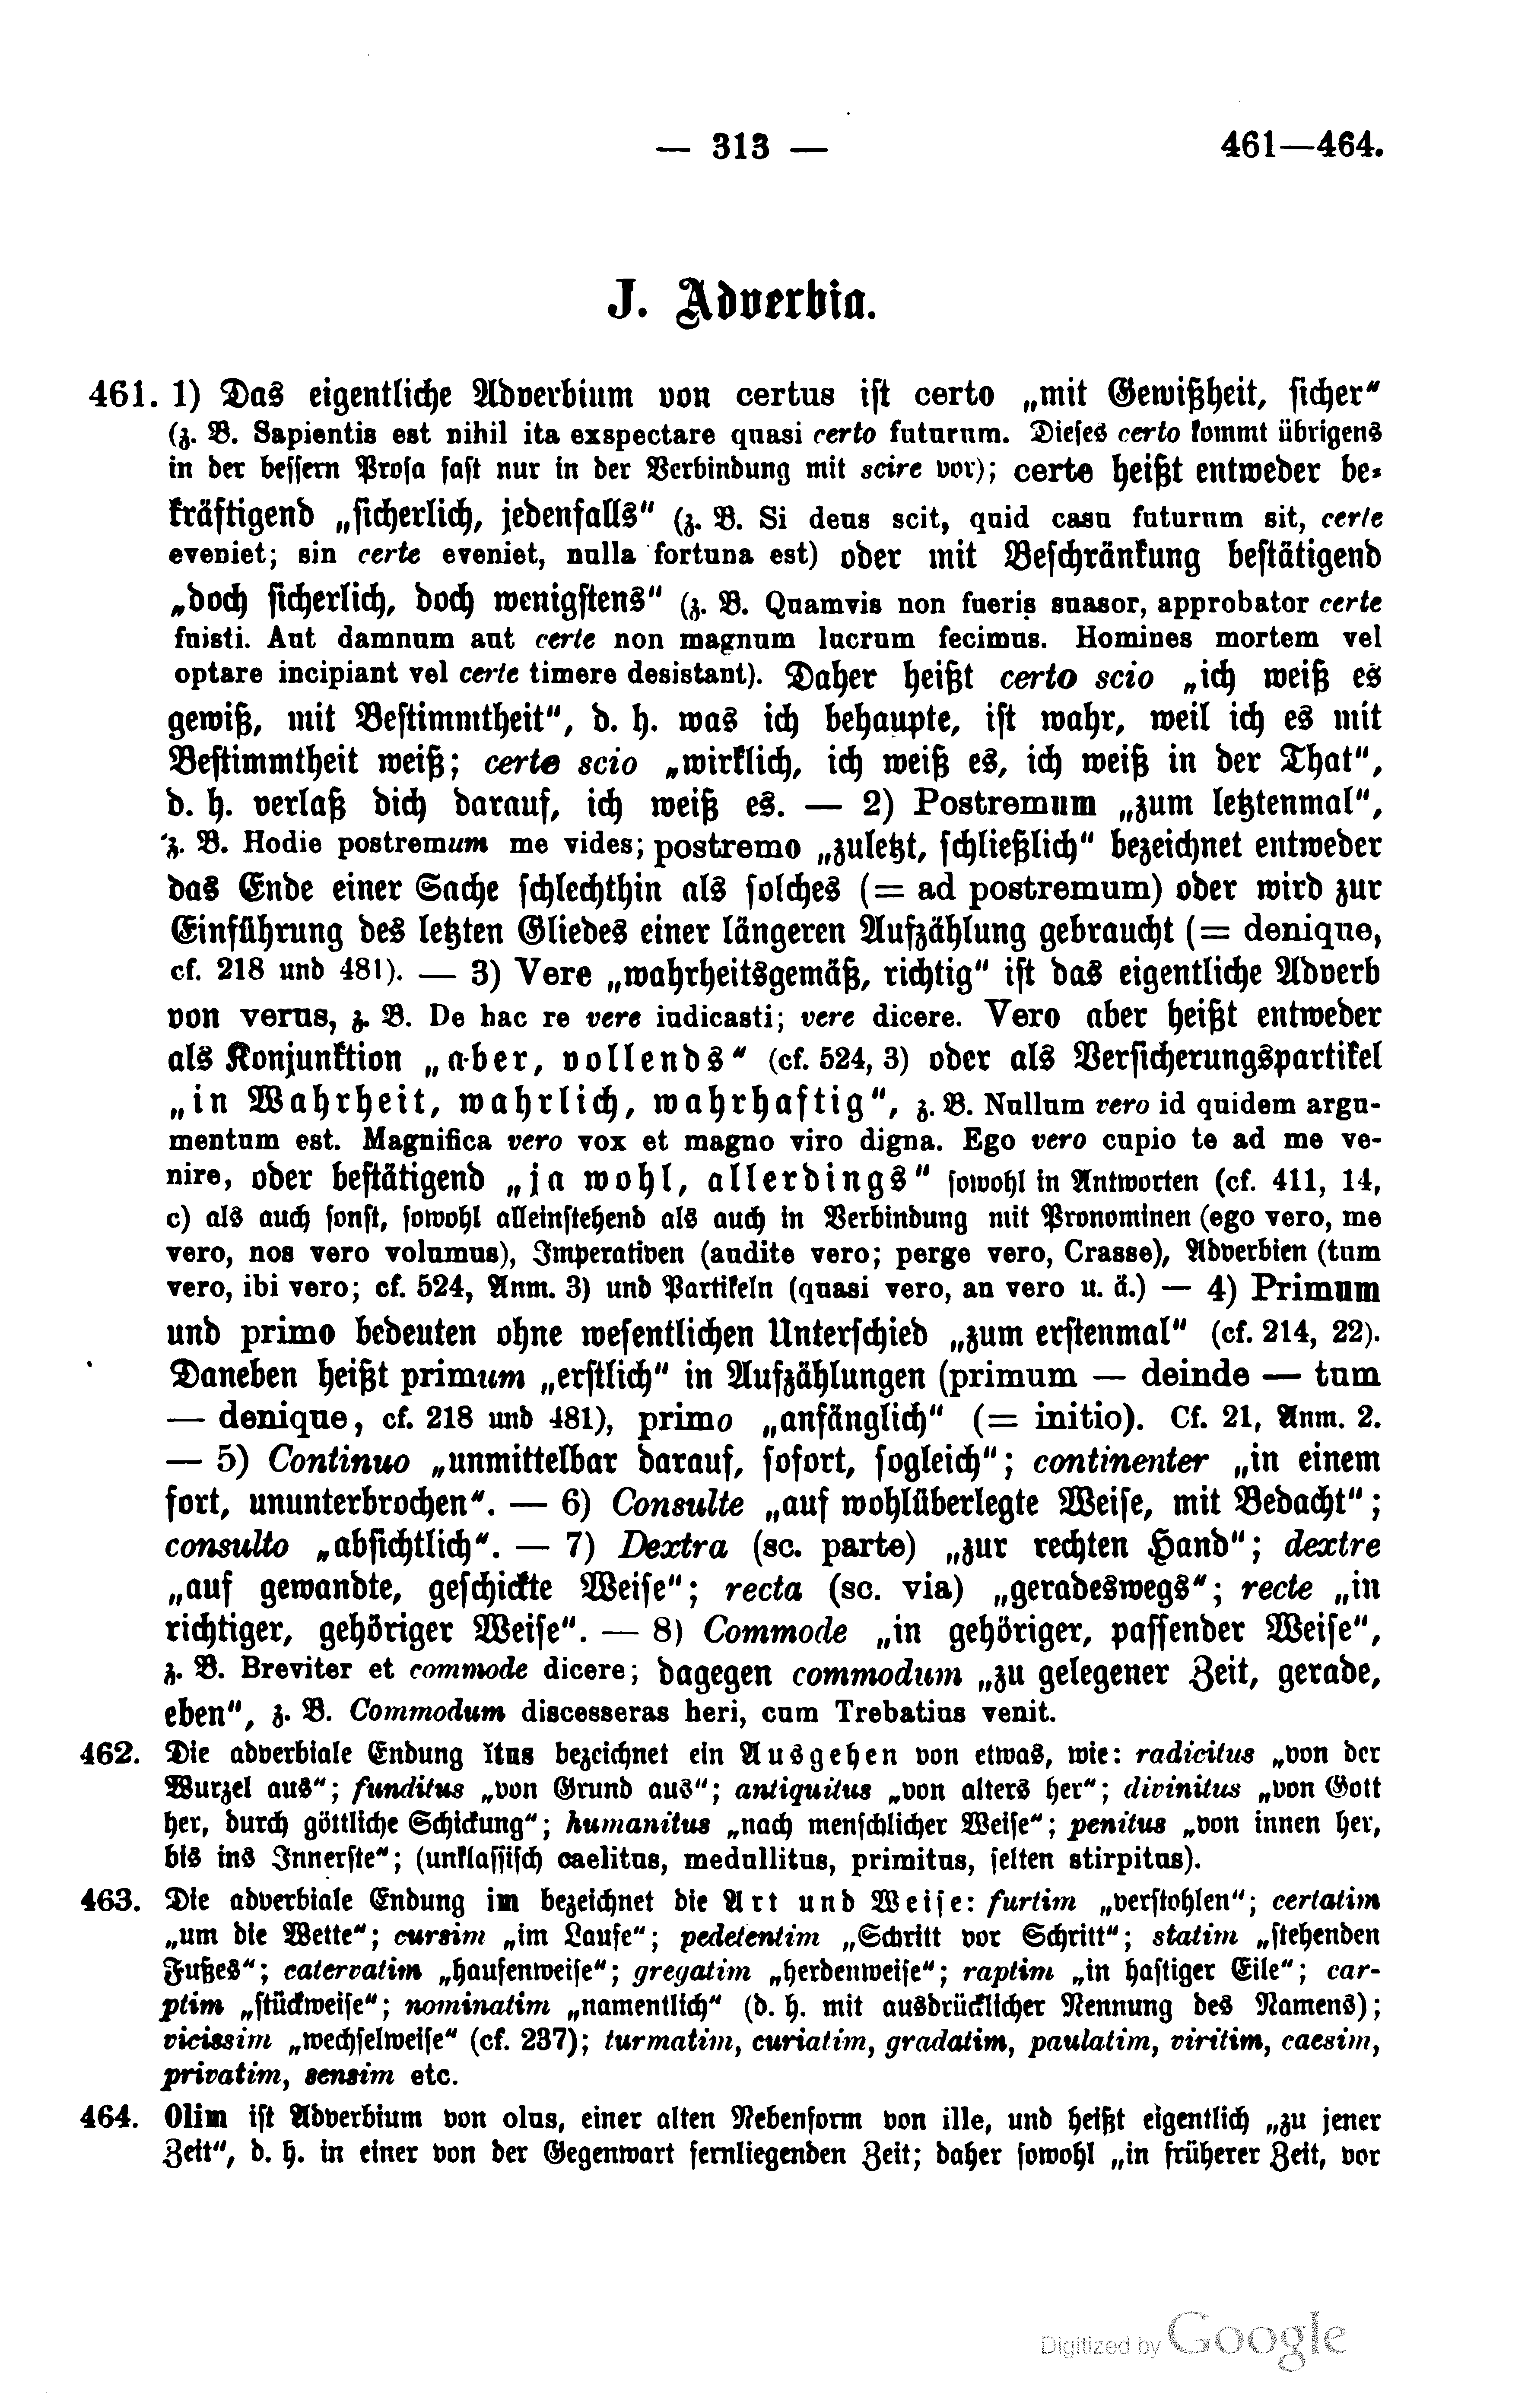 — 313 — 461—464.
J. Adverbia.
461. 1) Das eigentliche Adverbium von certus ist certo „mit Gewißheit, sicher“
(z. B. Sapientis est nihil ita exspectare quasi certo futurum. Dieses certo kommt übrigens
in der bessern Prosa fast nur in der Verbindung mit scire vor); certe heißt entweder be-
kräftigend „sicherlich, jedenfalls“ (z. B. Si deus scit, quid casu futurum sit, certe
eveniet; sin certe eveniet, nulla fortuna est) oder mit Beschränkung bestätigend
„doch sicherlich, doch wenigstens“ (z. B. Quamvis non fueris suasor, approbator certe
fuisti. Aut damnum aut certe non magnum lucrum fecimus. Homines mortem vel
optare incipiant vel certe timere desistant). Daher heißt certo scio „ich weiß es
gewiß, mit Bestimmtheit“, d. h. was ich behaupte, ist wahr, weil ich es mit
Bestimmtheit weiß; certe scio „wirklich, ich weiß es, ich weiß in der That“,
d. h. verlaß dich darauf, ich weiß es. — 2) Postremum „zum letztenmal“,
z. B. Hodie postremum me vides; postremo „zuletzt, schließlich“ bezeichnet entweder
das Ende einer Sache schlechthin als solches (= ad postremum) oder wird zur
Einführung des letzten Gliedes einer längeren Aufzählung gebraucht (= denique,
cf. 218 und 481). — 3) Vere „wahrheitsgemäß, richtig“ ist das eigentliche Adverb
von verus, z. B. De hac re vere iudicasti; vere dicere. Vero aber heißt entweder
als Konjunktion „aber, vollends“ (cf. 524, 3) oder als Versicherungspartikel
„in Wahrheit, wahrlich, wahrhaftig“, z. B. Nullum vero id quidem argu-
mentum est. Magnifica vero vox et magno viro digna. Ego vero cupio te ad me ve-
nire, oder bestätigend „ja wohl, allerdings“ sowohl in Antworten (cf. 411, 14,
c) als auch sonst, sowohl alleinstehend als auch in Verbindung mit Pronominen (ego vero, me
vero, nos vero volumus), Imperativen (audite vero; perge vero, Crasse), Adverbien (tum
vero, ibi vero; cf. 524, Anm. 3) und Partikeln (quasi vero, an vero u. ä.) — 4) Primum
und primo bedeuten ohne wesentlichen Unterschied „zum erstenmal“ (cf. 214, 22).
Daneben heißt primum „erstlich“ in Aufzählungen (primum — deinde — tum
— denique, cf. 218 und 481), primo „anfänglich“ (= initio). Cf. 21, Anm. 2.
— 5) Continuo „unmittelbar darauf, sofort, sogleich“; continenter „in einem
fort, ununterbrochen“. — 6) Consulte „auf wohlüberlegte Weise, mit Bedacht“;
consulto „absichtlich“. — 7) Dextra (sc. parte) „zur rechten Hand“; dextre
„auf gewandte, geschickte Weise“; recta (sc. via) „geradeswegs“; recte „in
richtiger, gehöriger Weise“. — 8) Commode „in gehöriger, passender Weise“,
z. B. Breviter et commode dicere; dagegen commodum „zu gelegener Zeit, gerade,
eben“, z. B. Commodum discesseras heri, cum Trebatius venit.
462. Die adverbiale Endung ĭtus bezeichnet ein Ausgehen von etwas, wie: radicitus „von der
Wurzel aus“; funditus „von Grund aus“; antiquitus „von alters her“; divinitus „von Gott
her, durch göttliche Schickung“; humanitus „nach menschlicher Weise“; penitus „von innen her,
bis ins Innerste“; (unklassisch caelitus, medullitus, primitus, selten stirpitus).
463. Die adverbiale Endung im bezeichnet die Art und Weise: furtim „verstohlen“; certatim
„um die Wette“; cursim „im Laufe“; pedetentim „Schritt vor Schritt“; statim „stehenden
Fußes“; catervatim „haufenweise“; gregatim „herdenweise“; raptim „in hastiger Eile“; car-
ptim „stückweise“; nominatim „namentlich“ (d. h. mit ausdrücklicher Nennung des Namens);
vicissim „wechselweise“ (cf. 237); turmatim, curiatim, gradatim, paulatim, viritim, caesim,
privatim, sensim etc.
464. Olim ist Adverbium von olus, einer alten Nebenform von ille, und heißt eigentlich „zu jener
Zeit“, d. h. in einer von der Gegenwart fernliegenden Zeit; daher sowohl „in früherer Zeit, vor
Digitized by Google